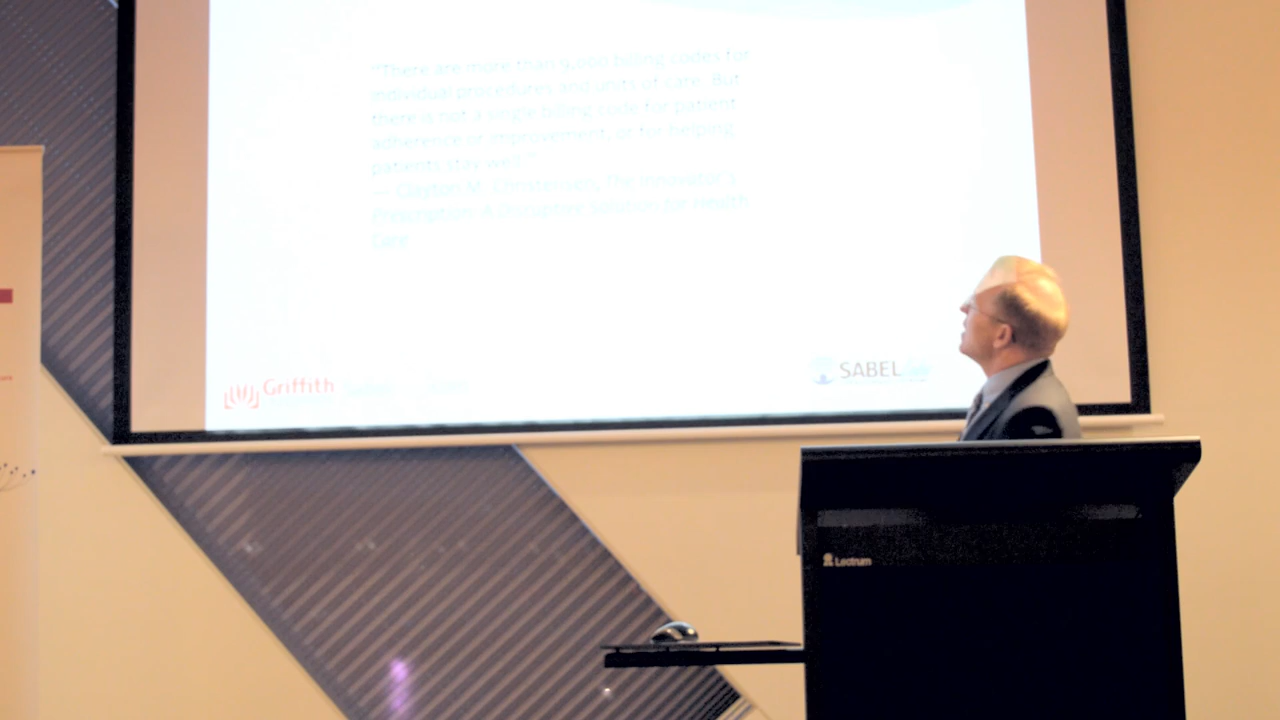 "There are more than 9,000 billing codes for
individual procedures and units of care. But
there is not a single billing code for patient
adherence or improvement, or for helping
patients stay well."
― Clayton M. Christensen, The Innovator's
Prescription: A Disruptive Solution for Health
Care
Griffith
SABEL
Lectrum